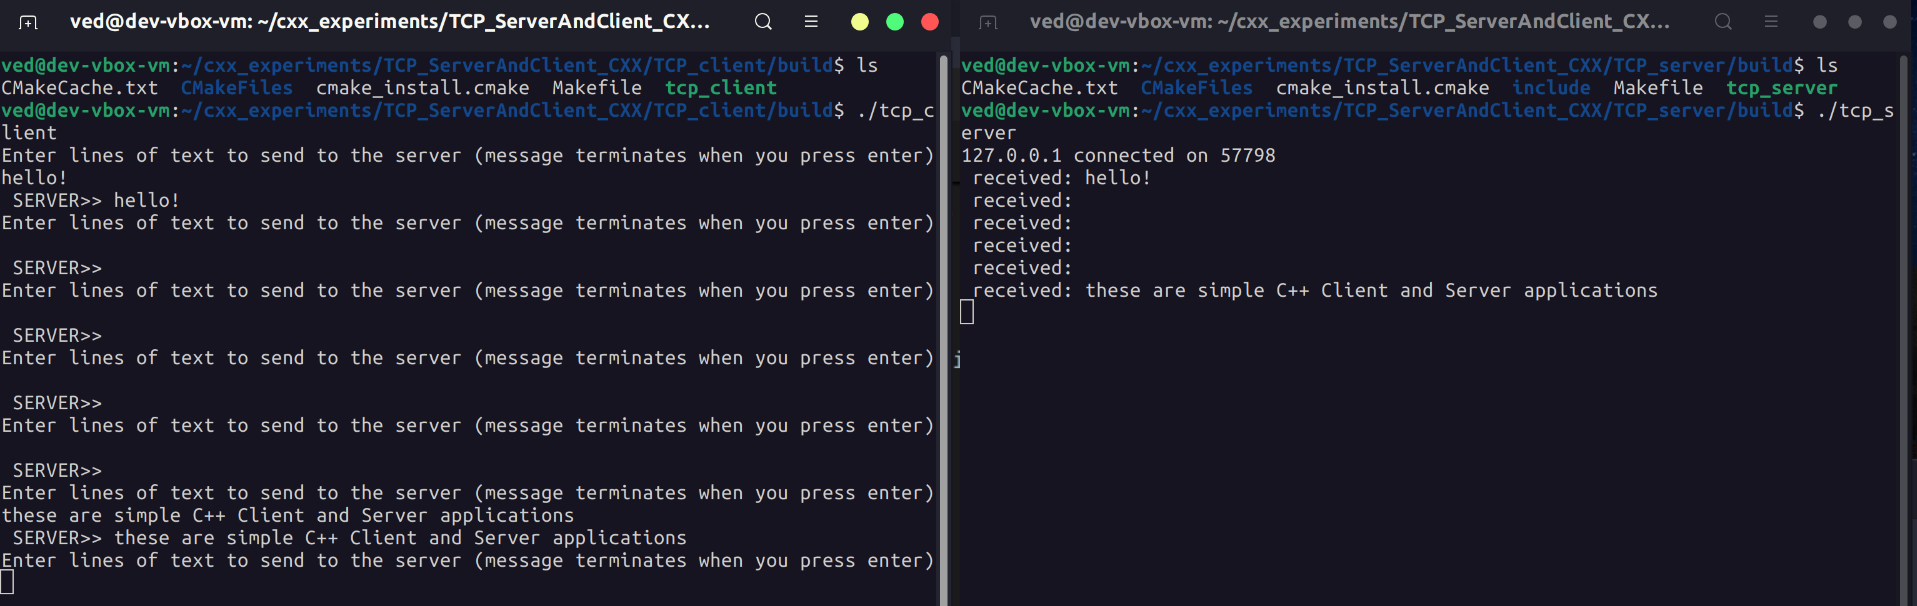 ved@dev-vbox-vm: ~/cxx_experiments/TCP_ServerAndClient_CXX...
ved@dev-vbox-vm:~/cxx_experiments/TCP_ServerAndClient_CXX/TCP_client/build$ ls
CMakeCache.txt  CMakeFiles  cmake_install.cmake  Makefile  tcp_client
ved@dev-vbox-vm:~/cxx_experiments/TCP_ServerAndClient_CXX/TCP_client/build$ ./tcp_c
lient
Enter lines of text to send to the server (message terminates when you press enter)
hello!
SERVER>> hello!
Enter lines of text to send to the server (message terminates when you press enter)
SERVER>>
Enter lines of text to send to the server (message terminates when you press enter)
SERVER>>
Enter lines of text to send to the server (message terminates when you press enter)
SERVER>>
Enter lines of text to send to the server (message terminates when you press enter)
SERVER>>
Enter lines of text to send to the server (message terminates when you press enter)
these are simple C++ Client and Server applications
SERVER>> these are simple C++ Client and Server applications
Enter lines of text to send to the server (message terminates when you press enter)
ved@dev-vbox-vm: ~/cxx_experiments/TCP_ServerAndClient_CX...
ved@dev-vbox-vm:~/cxx_experiments/TCP_ServerAndClient_CXX/TCP_server/build$ ls
CMakeCache.txt  CMakeFiles  cmake_install.cmake  include  Makefile  tcp_server
ved@dev-vbox-vm:~/cxx_experiments/TCP_ServerAndClient_CXX/TCP_server/build$ ./tcp_s
erver
127.0.0.1 connected on 57798
received: hello!
received:
received:
received:
received:
received: these are simple C++ Client and Server applications